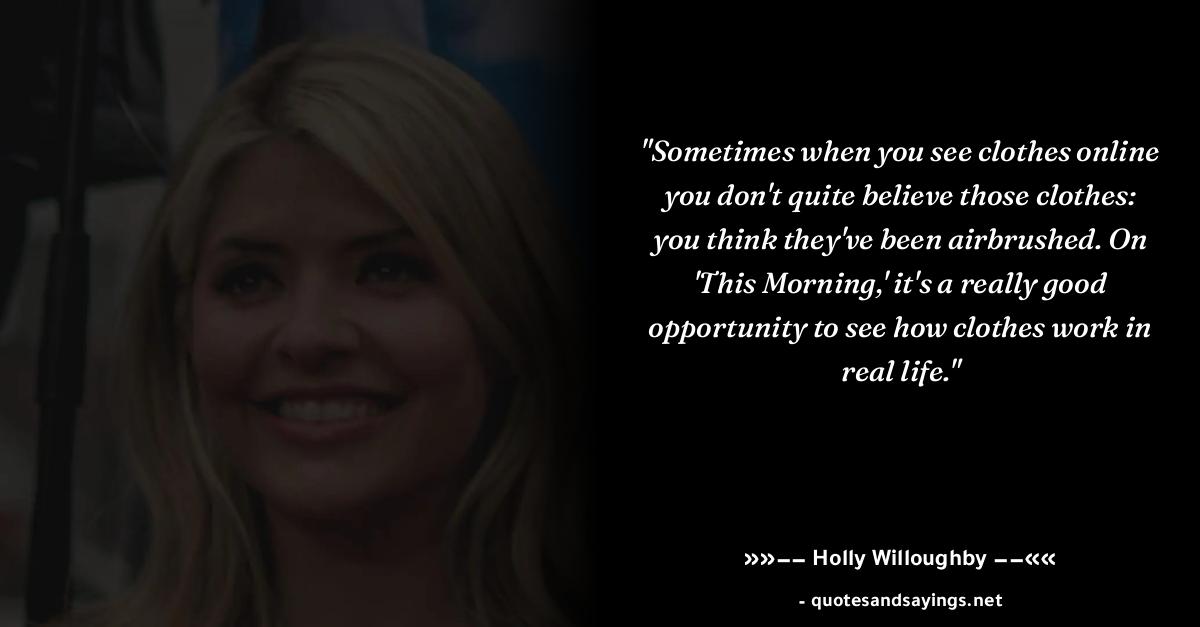 "Sometimes when you see clothes online
you don't quite believe those clothes:
you think they've been airbrushed. On
'This Morning,' it's a really good
opportunity to see how clothes work in
real life."
»»–– Holly Willoughby ––««
- quotesandsayings.net